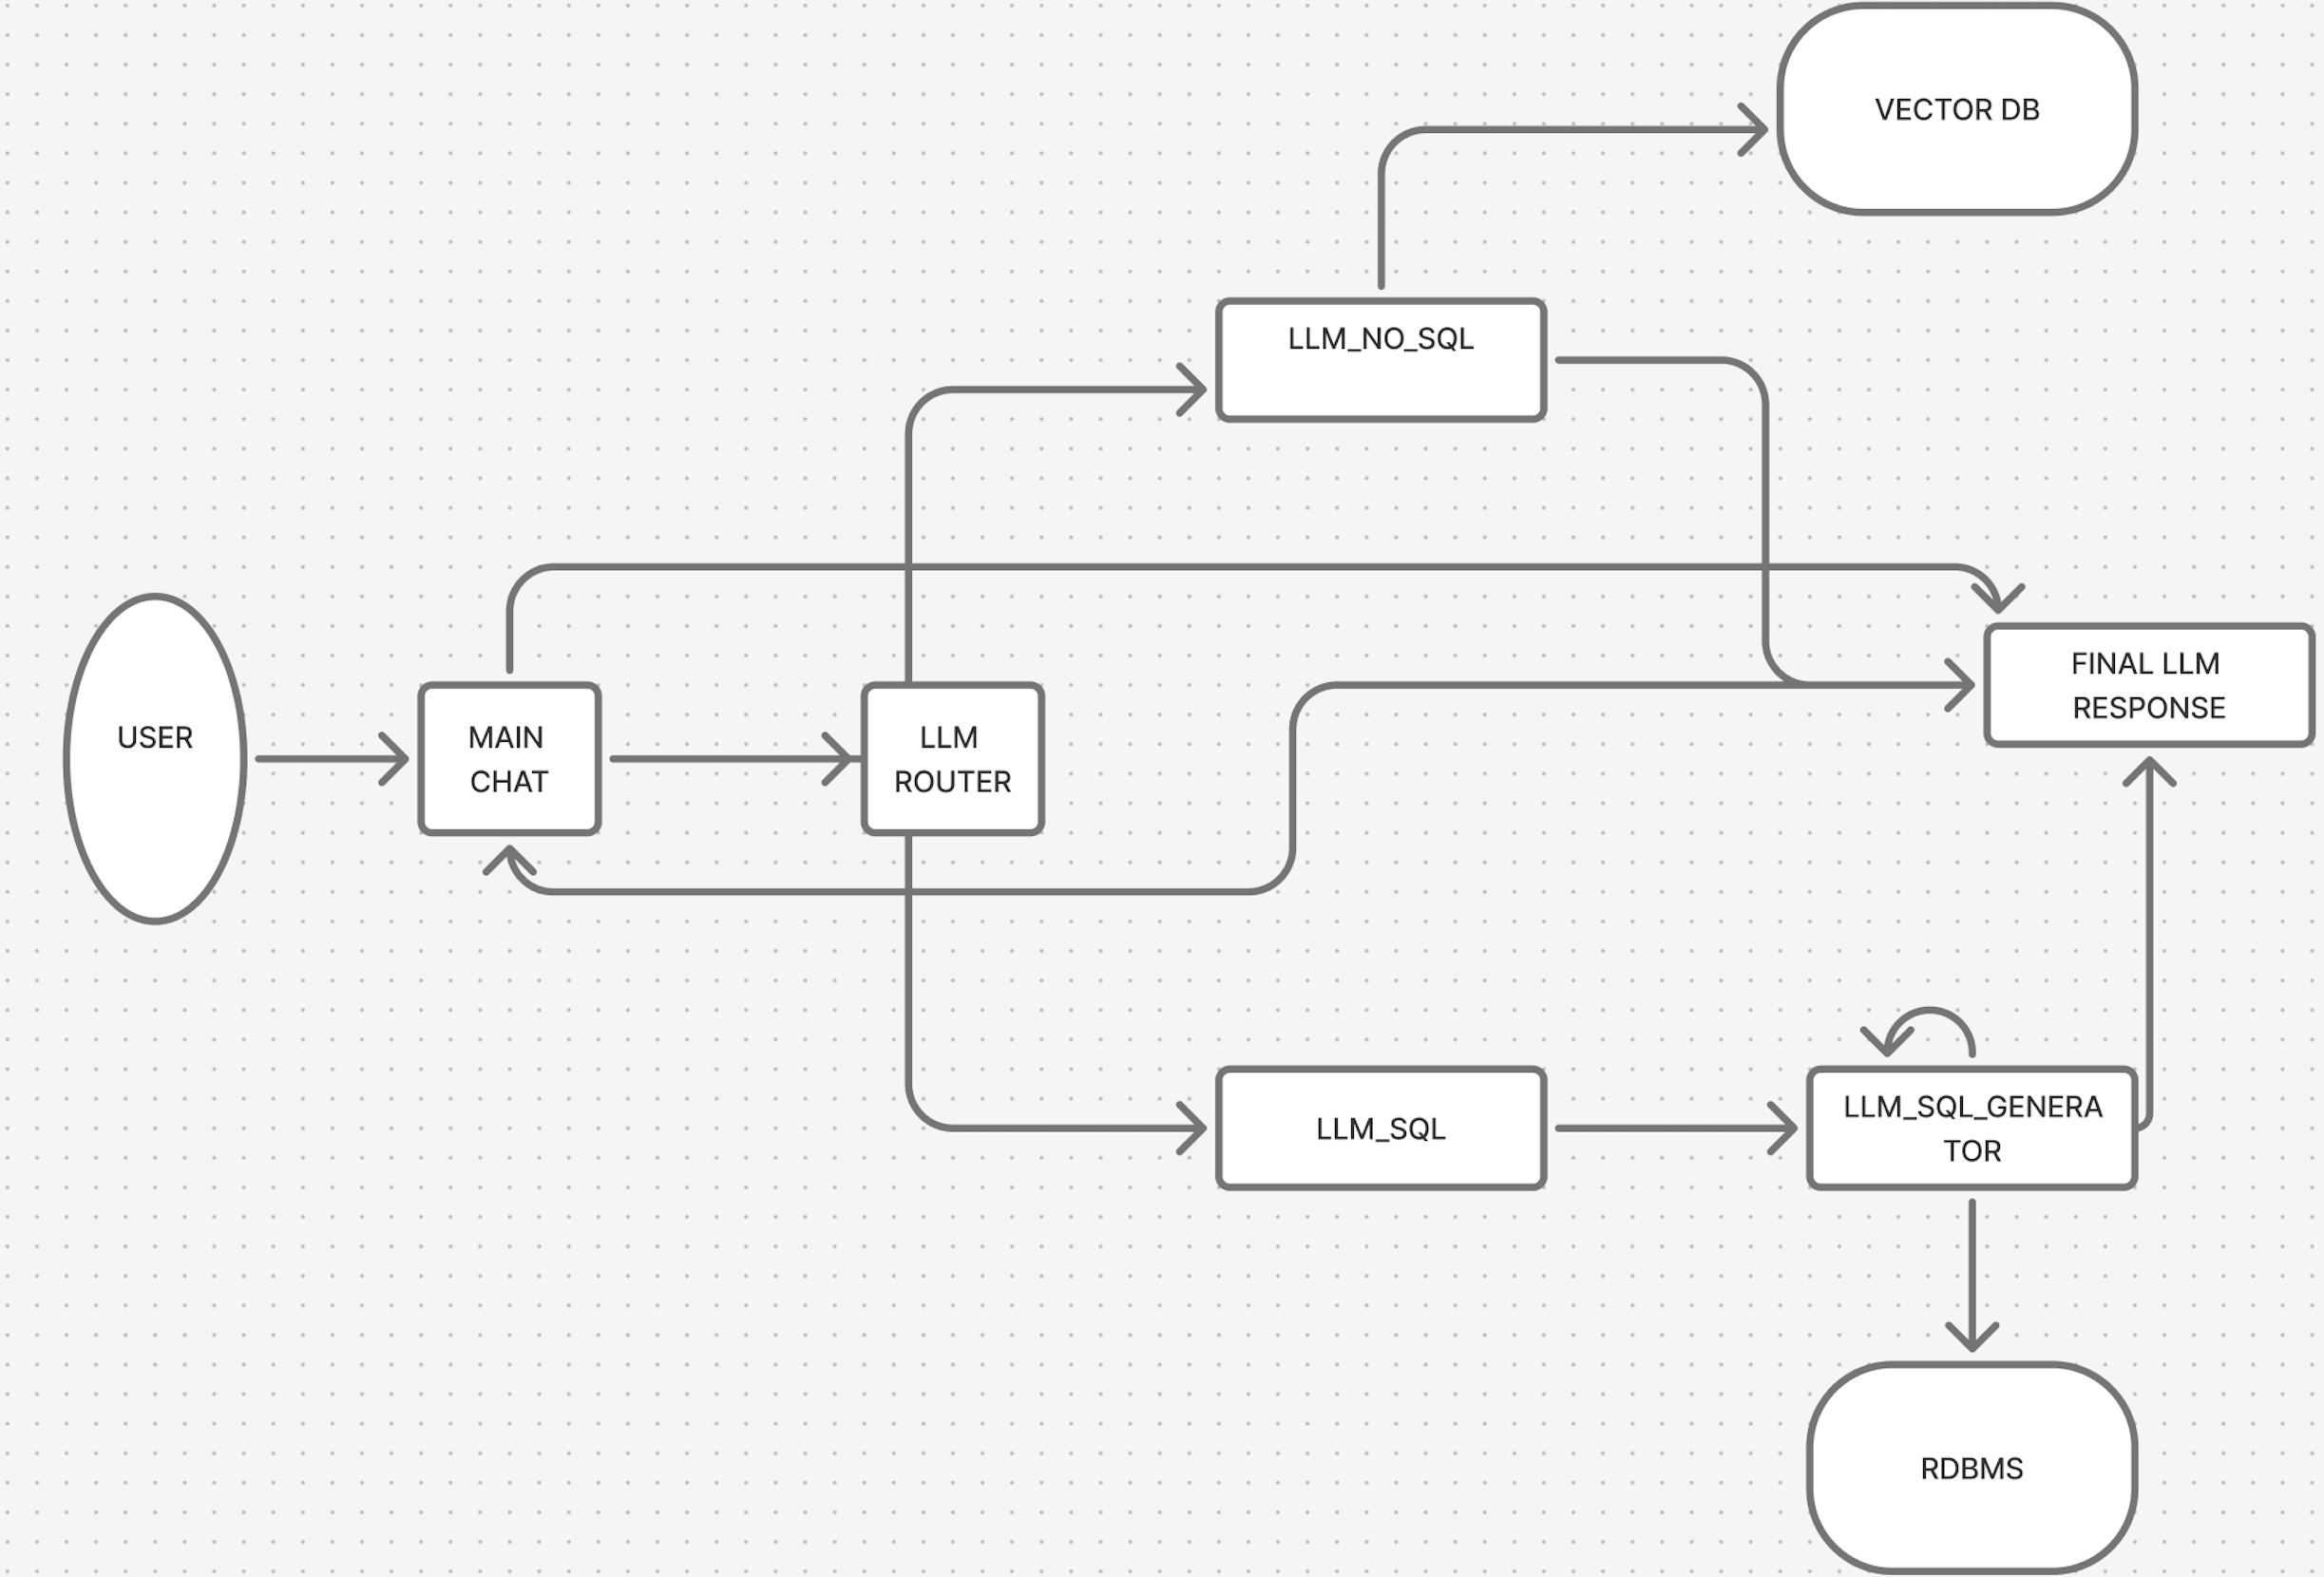 VECTOR DB
LLM_NO_SQL
FINAL LLM
RESPONSE
USER
MAIN
CHAT
LLM
ROUTER
LLM_SQL
LLM_SQL_GENERA
TOR
RDBMS